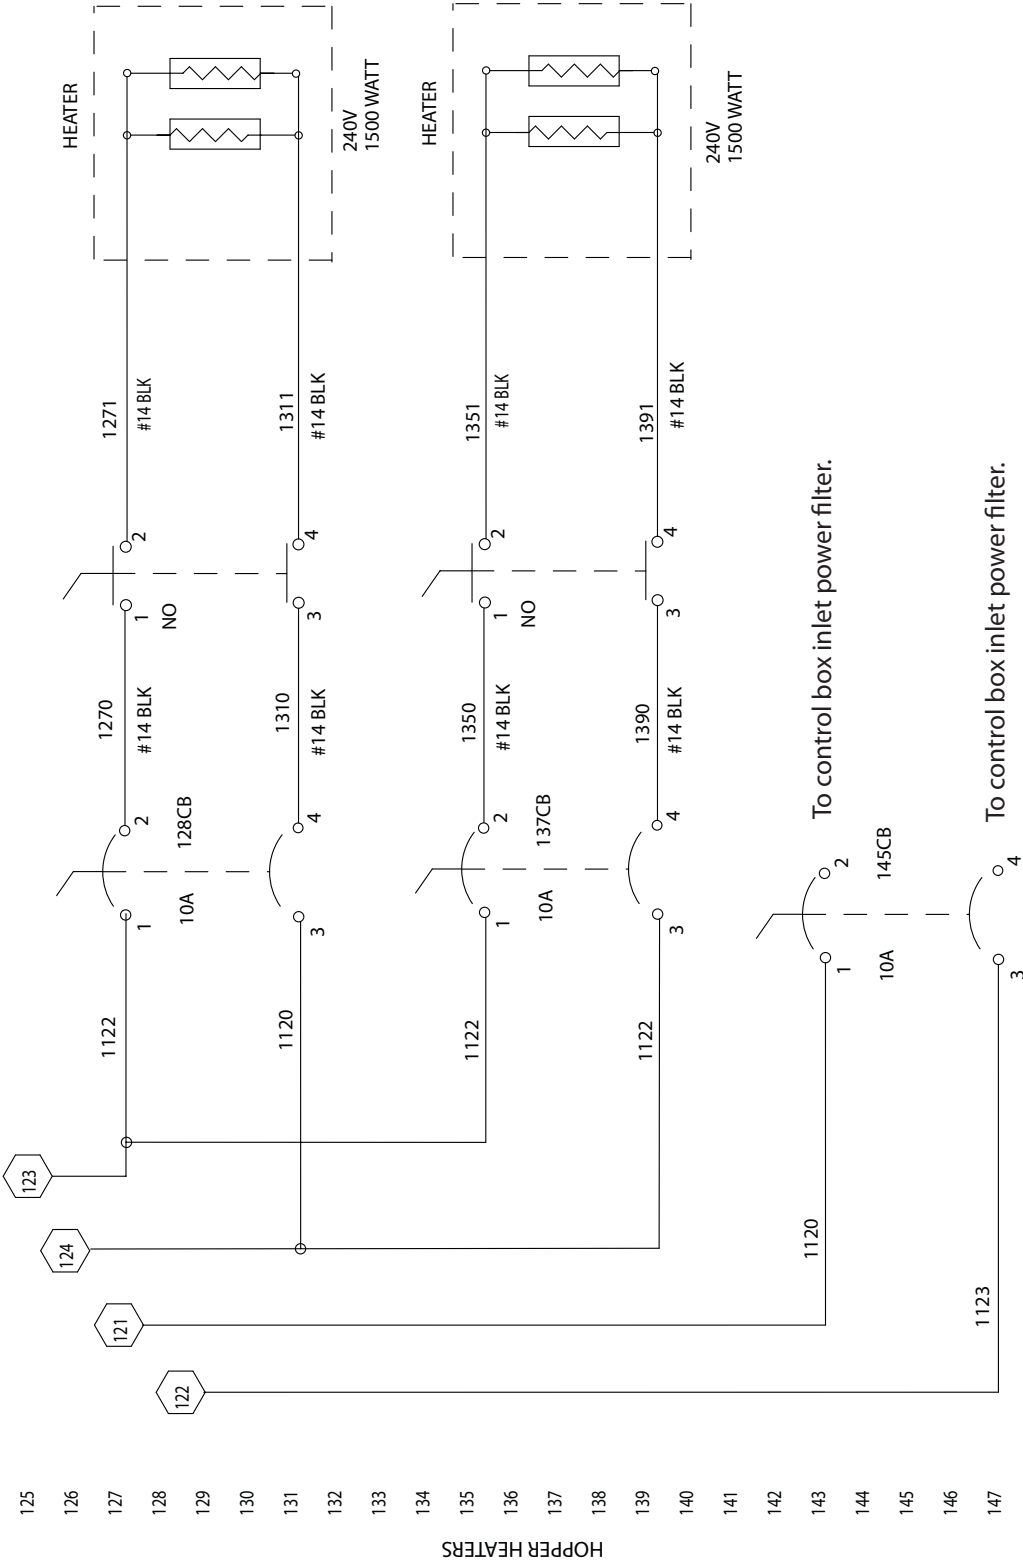 HOPPER HEATERS
125
126
127
128
129
130
131
132
133
134
135
136
137
138
139
140
141
142
143
144
145
146
147
123
124
121
122
1122
1
10A
2
128CB
1270
#14 BLK
1
NO
2
1271
#14 BLK
HEATER
240V
1500 WATT
1120
3
4
1310
#14 BLK
3
4
1311
#14 BLK
1122
1
10A
2
137CB
1350
#14 BLK
1
NO
2
1351
#14 BLK
HEATER
240V
1500 WATT
1122
3
4
1390
#14 BLK
3
4
1391
#14 BLK
1120
1
10A
2
145CB
To control box inlet power filter.
1123
3
4
To control box inlet power filter.